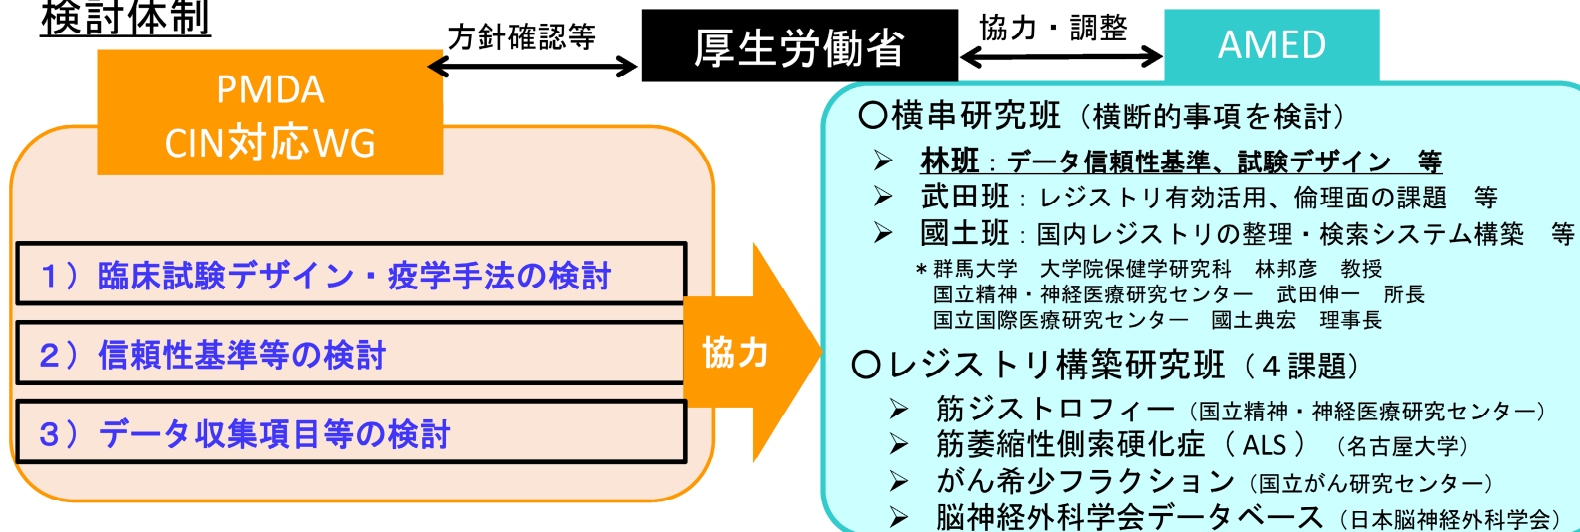 検討体制
方針確認等
厚生労働省
協力・調整
AMED
PMDA
CIN対応WG
1）臨床試験デザイン・疫学手法の検討
2）信頼性基準等の検討
3）データ収集項目等の検討
協力
〇横串研究班（横断的事項を検討）
➢ 林班：データ信頼性基準、試験デザイン　等
➢ 武田班：レジストリ有効活用、倫理面の課題　等
➢ 國土班：国内レジストリの整理・検索システム構築　等
＊群馬大学　大学院保健学研究科　林邦彦　教授
国立精神・神経医療研究センター　武田伸一　所長
国立国際医療研究センター　國土典宏　理事長
〇レジストリ構築研究班（４課題）
➢ 筋ジストロフィー（国立精神・神経医療研究センター）
➢ 筋萎縮性側索硬化症（ALS）（名古屋大学）
➢ がん希少フラクション（国立がん研究センター）
➢ 脳神経外科学会データベース（日本脳神経外科学会）